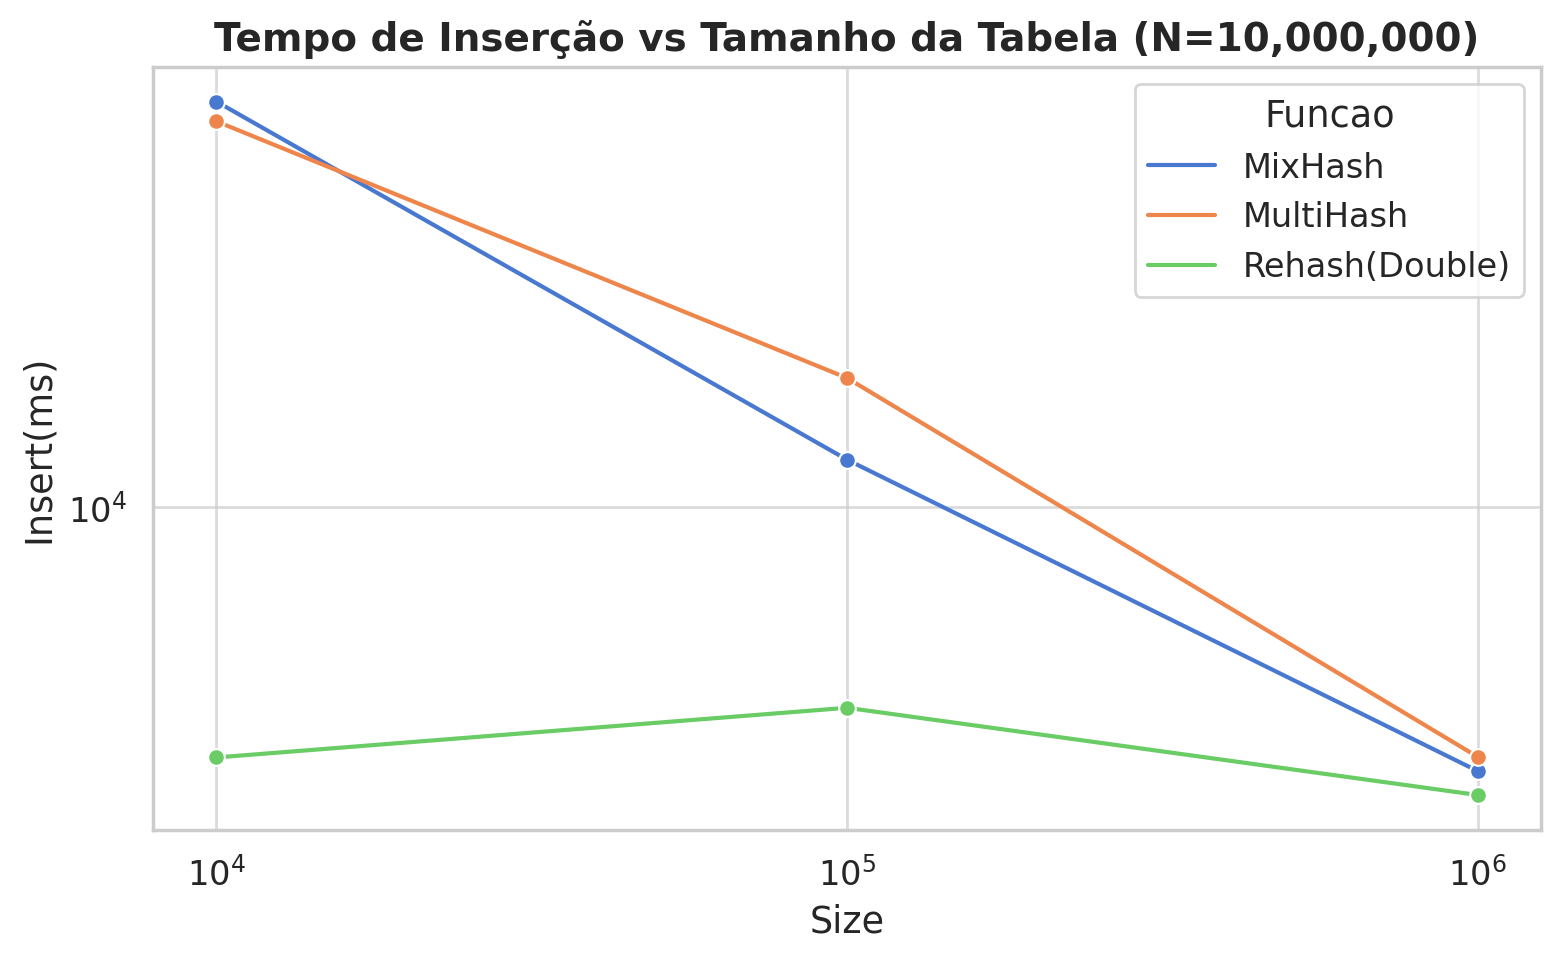 Tempo de Inserção vs Tamanho da Tabela (N=10,000,000)
Funcao
MixHash
MultiHash
Rehash(Double)
Insert(ms)
10⁴
10⁴
10⁵
10⁶
Size